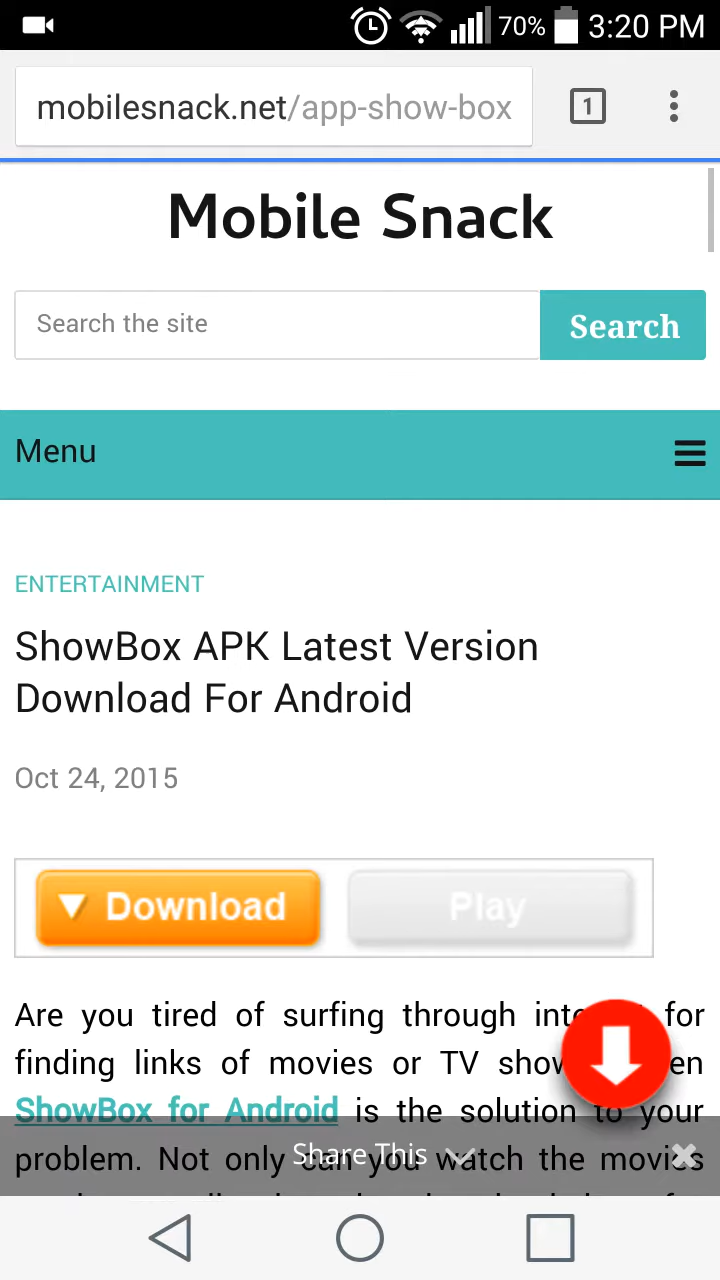 70% 3:20 PM
mobilesnack.net/app-show-box
1
Mobile Snack
Search the site
Search
Menu
ENTERTAINMENT
ShowBox APK Latest Version
Download For Android
Oct 24, 2015
Download Play
Are you tired of surfing through for
finding links of movies or TV
ShowBox for Android is the solution to your
Share This
problem. Not only can you watch the movies